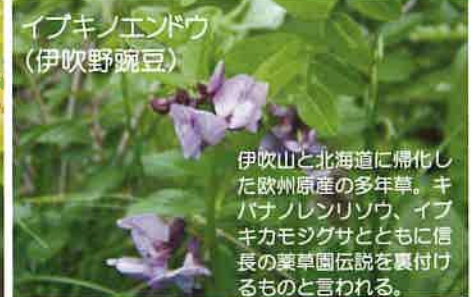 イブキノエンドウ
(伊吹野豌豆)
伊吹山と北海道に帰化し
た欧州原産の多年草。キ
バナノレンリソウ、イブ
キカモジグサとともに信
長の薬草園伝説を裏付け
るものと言われる。